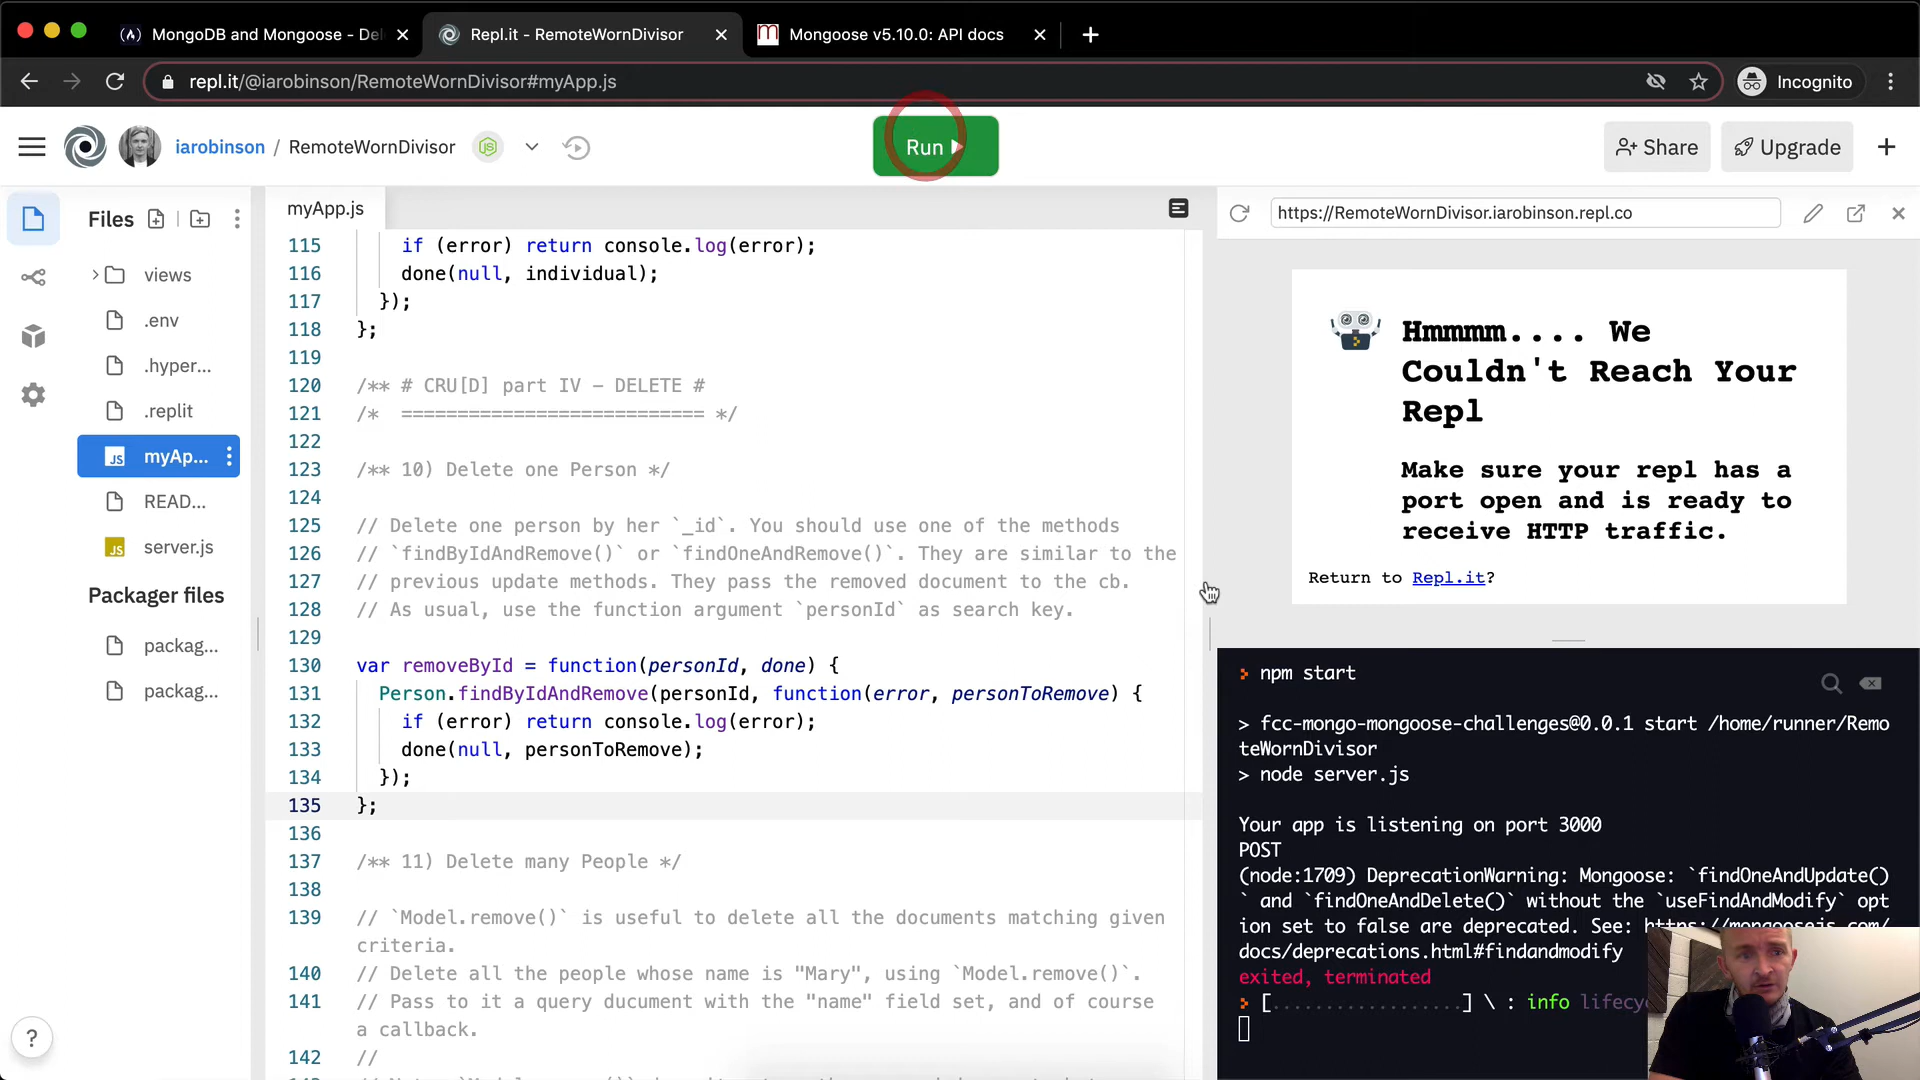 MongoDB and Mongoose - Del
Repl.it - RemoteWornDivisor
Mongoose v5.10.0: API docs
repl.it/@iarobinson/RemoteWornDivisor#myApp.js
Incognito
iarobinson / RemoteWornDivisor
Run
Share
Upgrade
Files
views
.env
.hyper...
.replit
myAp...
READ...
server.js
Packager files
packag...
packag...
myApp.js
115 if (error) return console.log(error);
116 done(null, individual);
117 });
118 };
119
120 /** # CRU[D] part IV - DELETE #
121 /* =========================== */
122
123 /** 10) Delete one Person */
124
125 // Delete one person by her `_id`. You should use one of the methods
126 // `findByIdAndRemove()` or `findOneAndRemove()`. They are similar to the
127 // previous update methods. They pass the removed document to the cb.
128 // As usual, use the function argument `personId` as search key.
129
130 var removeById = function(personId, done) {
131 Person.findByIdAndRemove(personId, function(error, personToRemove) {
132 if (error) return console.log(error);
133 done(null, personToRemove);
134 });
135 };
136
137 /** 11) Delete many People */
138
139 // `Model.remove()` is useful to delete all the documents matching given
criteria.
140 // Delete all the people whose name is "Mary", using `Model.remove()`.
141 // Pass to it a query ducument with the "name" field set, and of course
a callback.
142 //
https://RemoteWornDivisor.iarobinson.repl.co
Hmmmm.... We
Couldn't Reach Your
Repl
Make sure your repl has a
port open and is ready to
receive HTTP traffic.
Return to Repl.it?
npm start
> fcc-mongo-mongoose-challenges@0.0.1 start /home/runner/Remo
teWornDivisor
> node server.js
Your app is listening on port 3000
POST
(node:1709) DeprecationWarning: Mongoose: `findOneAndUpdate()
` and `findOneAndDelete()` without the `useFindAndModify` opt
ion set to false are deprecated. See: https://mongoosejs.com/
docs/deprecations.html#findandmodify
exited, terminated
[..................] \ : info lifecy
?